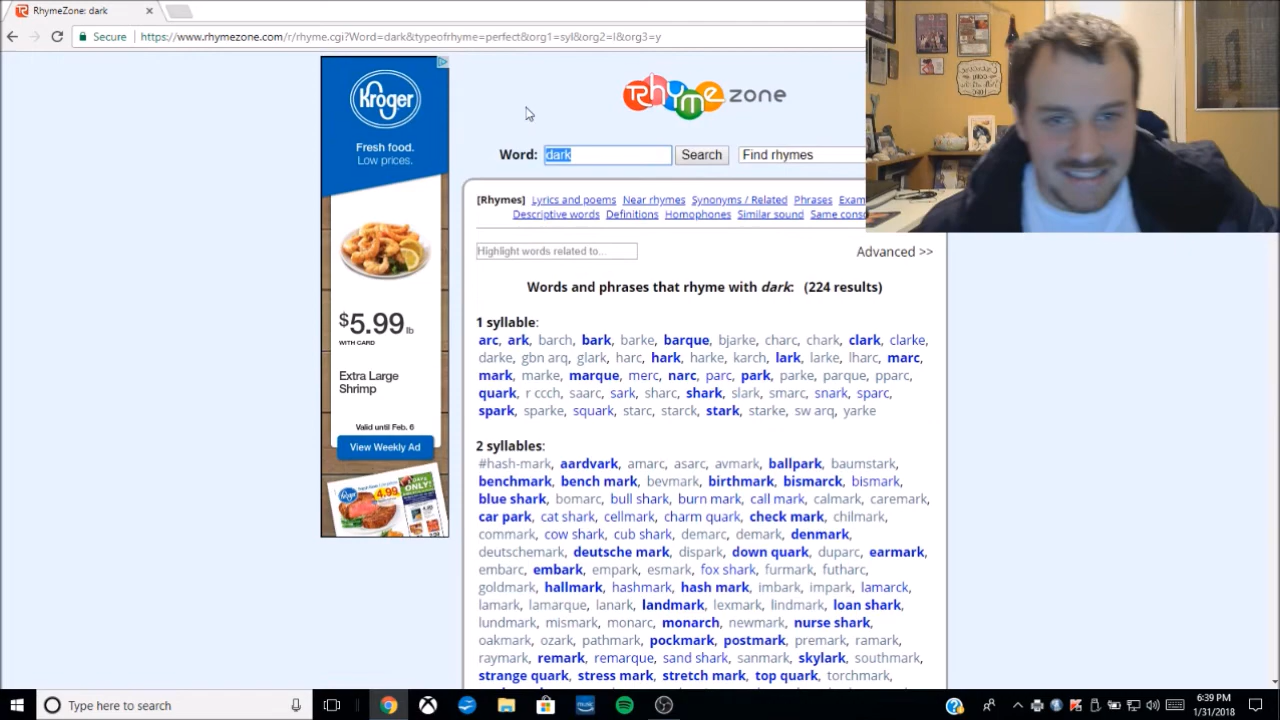 RhymeZone: dark
Secure https://www.rhymezone.com/r/rhyme.cgi?Word=dark&typeofrhyme=perfect&org1=syl&org2=l&org3=y
Kroger
Fresh food.
Low prices.
$5.99 lb
WITH CARD
Extra Large
Shrimp
Valid until Feb. 6
View Weekly Ad
4.99
ONLY!
Rhyme zone
Word: dark Search Find rhymes
[Rhymes] Lyrics and poems Near rhymes Synonyms / Related Phrases Exam
Descriptive words Definitions Homophones Similar sound Same conso
Highlight words related to...
Advanced >>
Words and phrases that rhyme with dark: (224 results)
1 syllable:
arc, ark, barch, bark, barke, barque, bjarke, charc, chark, clark, clarke,
darke, gbn arq, glark, harc, hark, harke, karch, lark, larke, lharc, marc,
mark, marke, marque, merc, narc, parc, park, parke, parque, pparc,
quark, r ccch, saarc, sark, sharc, shark, slark, smarc, snark, sparc,
spark, sparke, squark, starc, starck, stark, starke, sw arq, yarke
2 syllables:
#hash-mark, aardvark, amarc, asarc, avmark, ballpark, baumstark,
benchmark, bench mark, bevmark, birthmark, bismarck, bismark,
blue shark, bomarc, bull shark, burn mark, call mark, calmark, caremark,
car park, cat shark, cellmark, charm quark, check mark, chilmark,
commark, cow shark, cub shark, demarc, demark, denmark,
deutschemark, deutsche mark, dispark, down quark, duparc, earmark,
embarc, embark, empark, esmark, fox shark, furmark, futharc,
goldmark, hallmark, hashmark, hash mark, imbark, impark, lamarck,
lamark, lamarque, lanark, landmark, lexmark, lindmark, loan shark,
lundmark, mismark, monarc, monarch, newmark, nurse shark,
oakmark, ozark, pathmark, pockmark, postmark, premark, ramark,
raymark, remark, remarque, sand shark, sanmark, skylark, southmark,
strange quark, stress mark, stretch mark, top quark, torchmark,
Type here to search
6:39 PM
1/31/2018